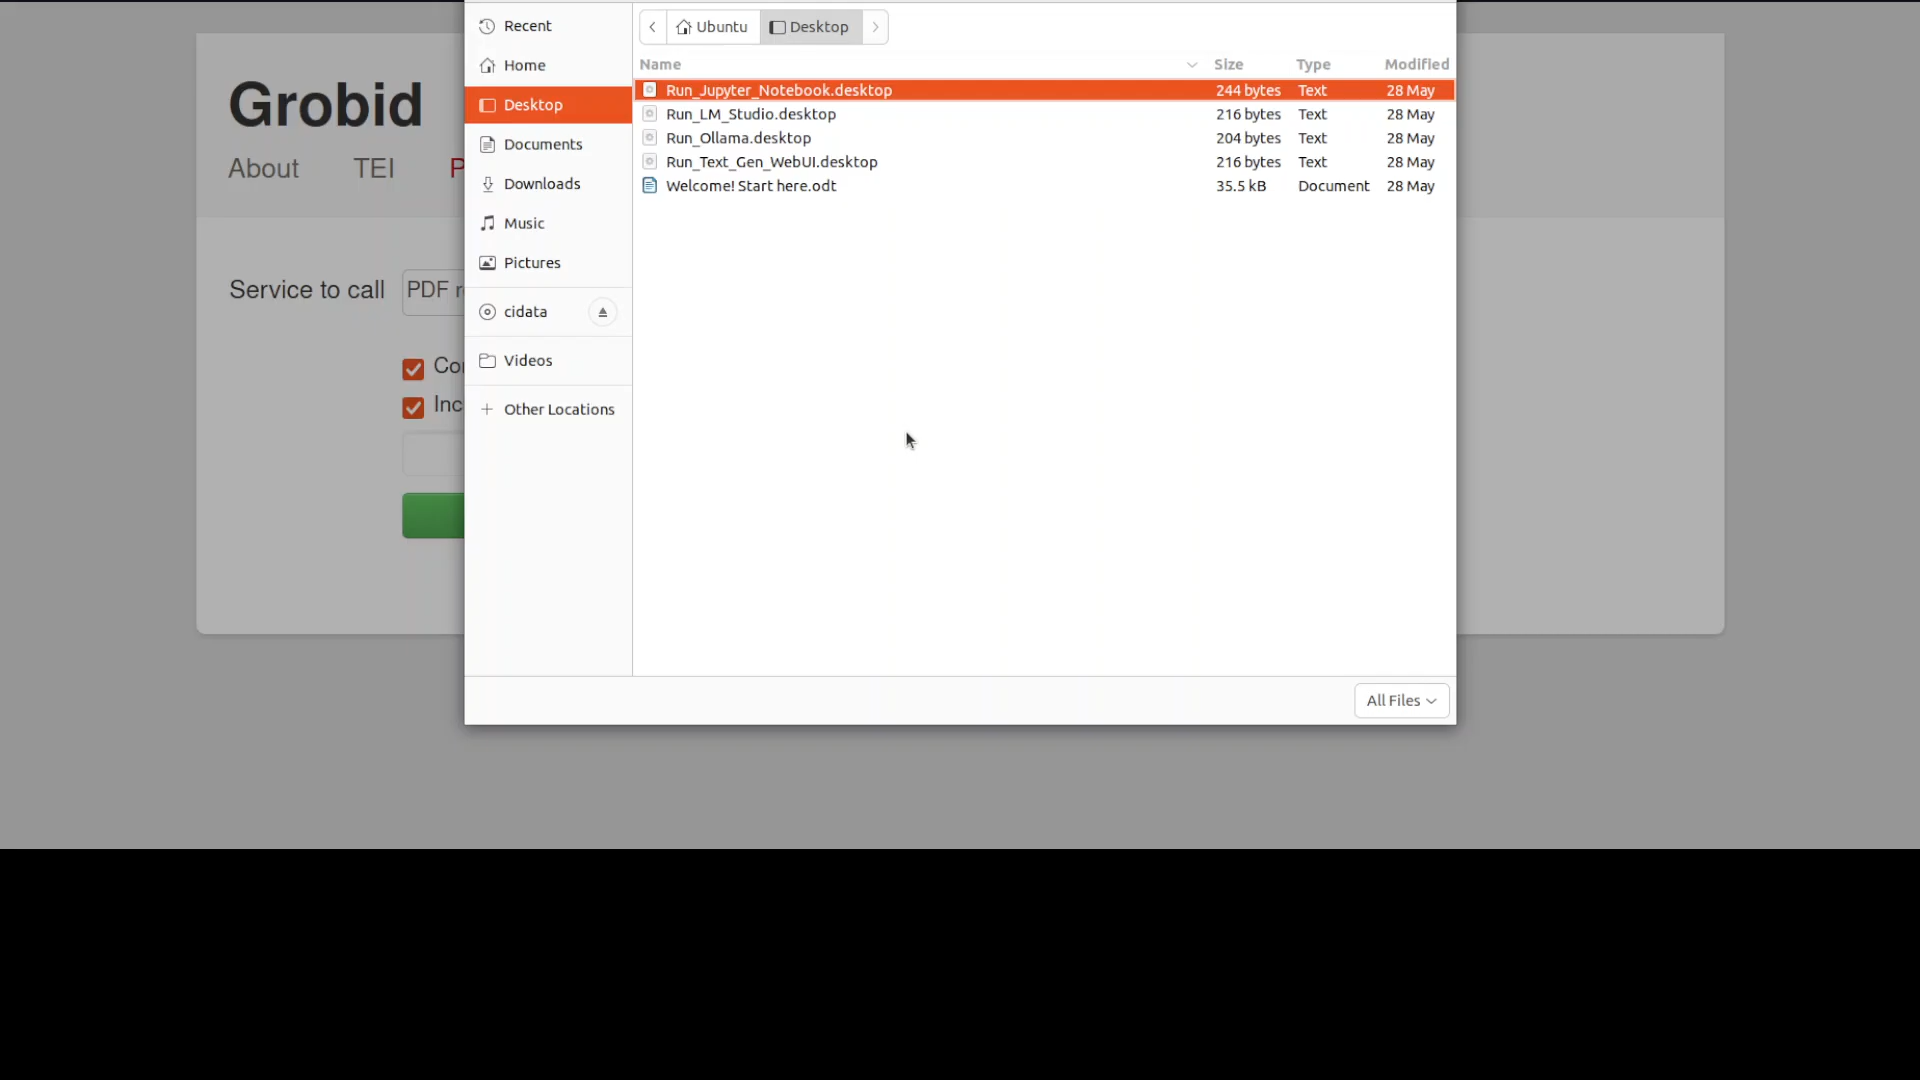 Recent
Home
Desktop
Documents
Downloads
Music
Pictures
cidata
Videos
Other Locations
Ubuntu Desktop
Name Size Type Modified
Run_Jupyter_Notebook.desktop 244 bytes Text 28 May
Run_LM_Studio.desktop 216 bytes Text 28 May
Run_Ollama.desktop 204 bytes Text 28 May
Run_Text_Gen_WebUI.desktop 216 bytes Text 28 May
Welcome! Start here.odt 35.5 kB Document 28 May
All Files
Grobid
About TEI P
Service to call PDF r
Co
Inc